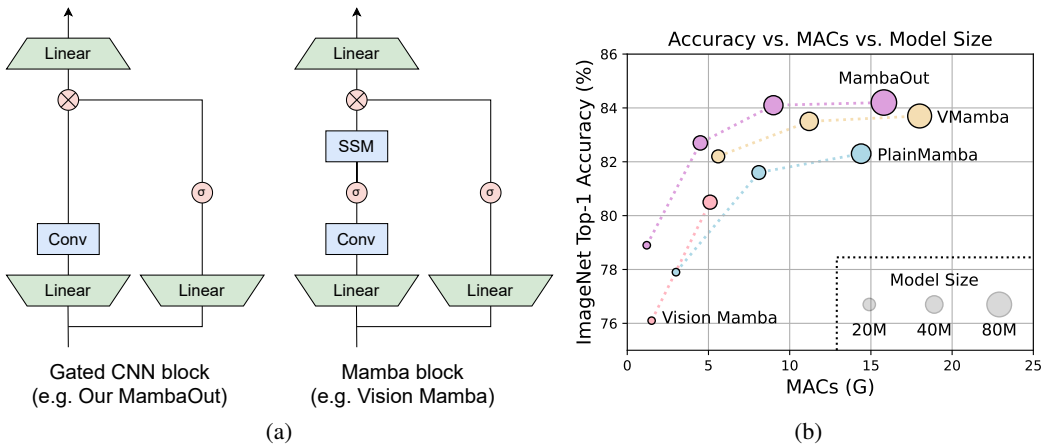 Linear
σ
Conv
Linear
Linear
Gated CNN block
(e.g. Our MambaOut)
Linear
SSM
σ
σ
Conv
Linear
Linear
Mamba block
(e.g. Vision Mamba)
(a)
Accuracy vs. MACs vs. Model Size
ImageNet Top-1 Accuracy (%)
86
84
82
80
78
76
MambaOut
VMamba
PlainMamba
Vision Mamba
Model Size
20M 40M 80M
0 5 10 15 20 25
MACs (G)
(b)